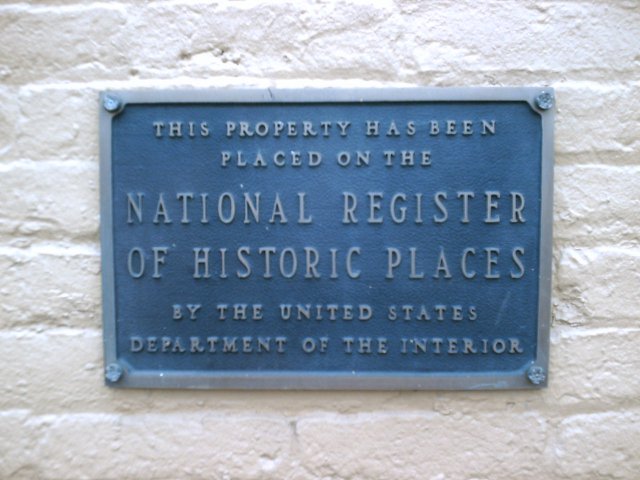 THIS PROPERTY HAS BEEN
PLACED ON THE
NATIONAL REGISTER
OF HISTORIC PLACES
BY THE UNITED STATES
DEPARTMENT OF THE INTERIOR